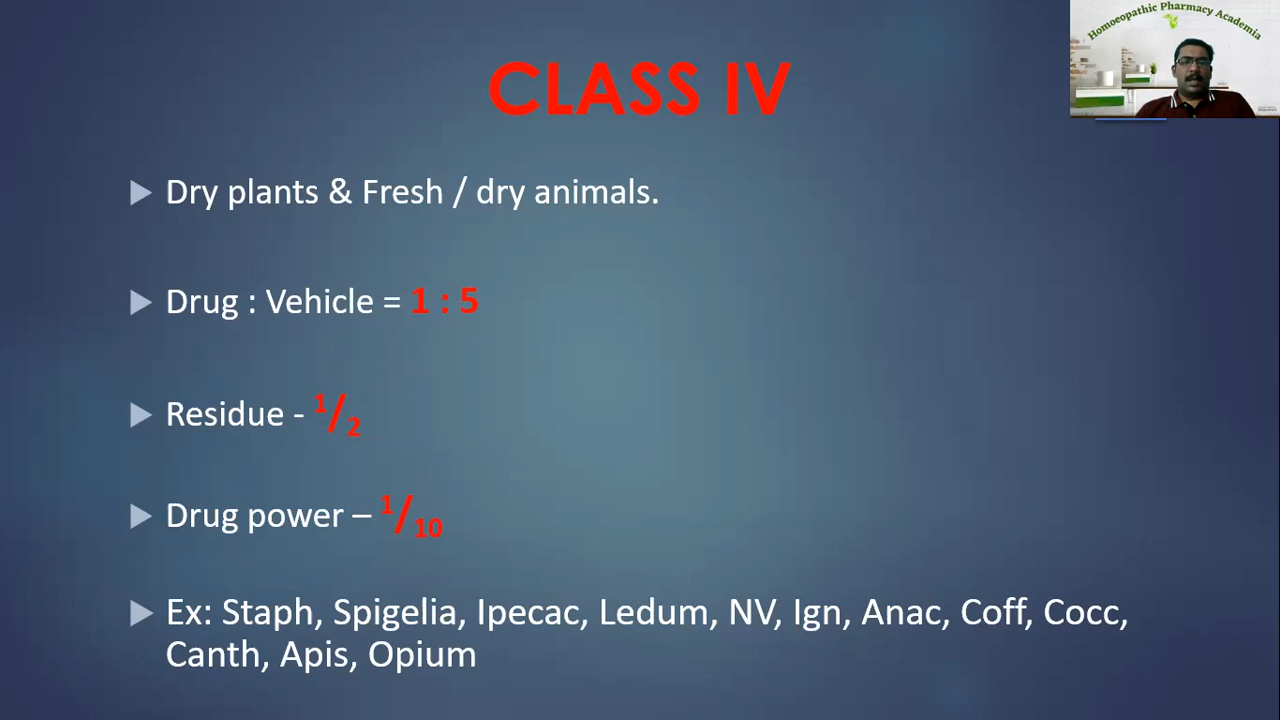 Homoeopathic Pharmacy Academia
CLASS IV
Dry plants & Fresh / dry animals.
Drug : Vehicle = 1 : 5
Residue - 1/2
Drug power – 1/10
Ex: Staph, Spigelia, Ipecac, Ledum, NV, Ign, Anac, Coff, Cocc,
Canth, Apis, Opium